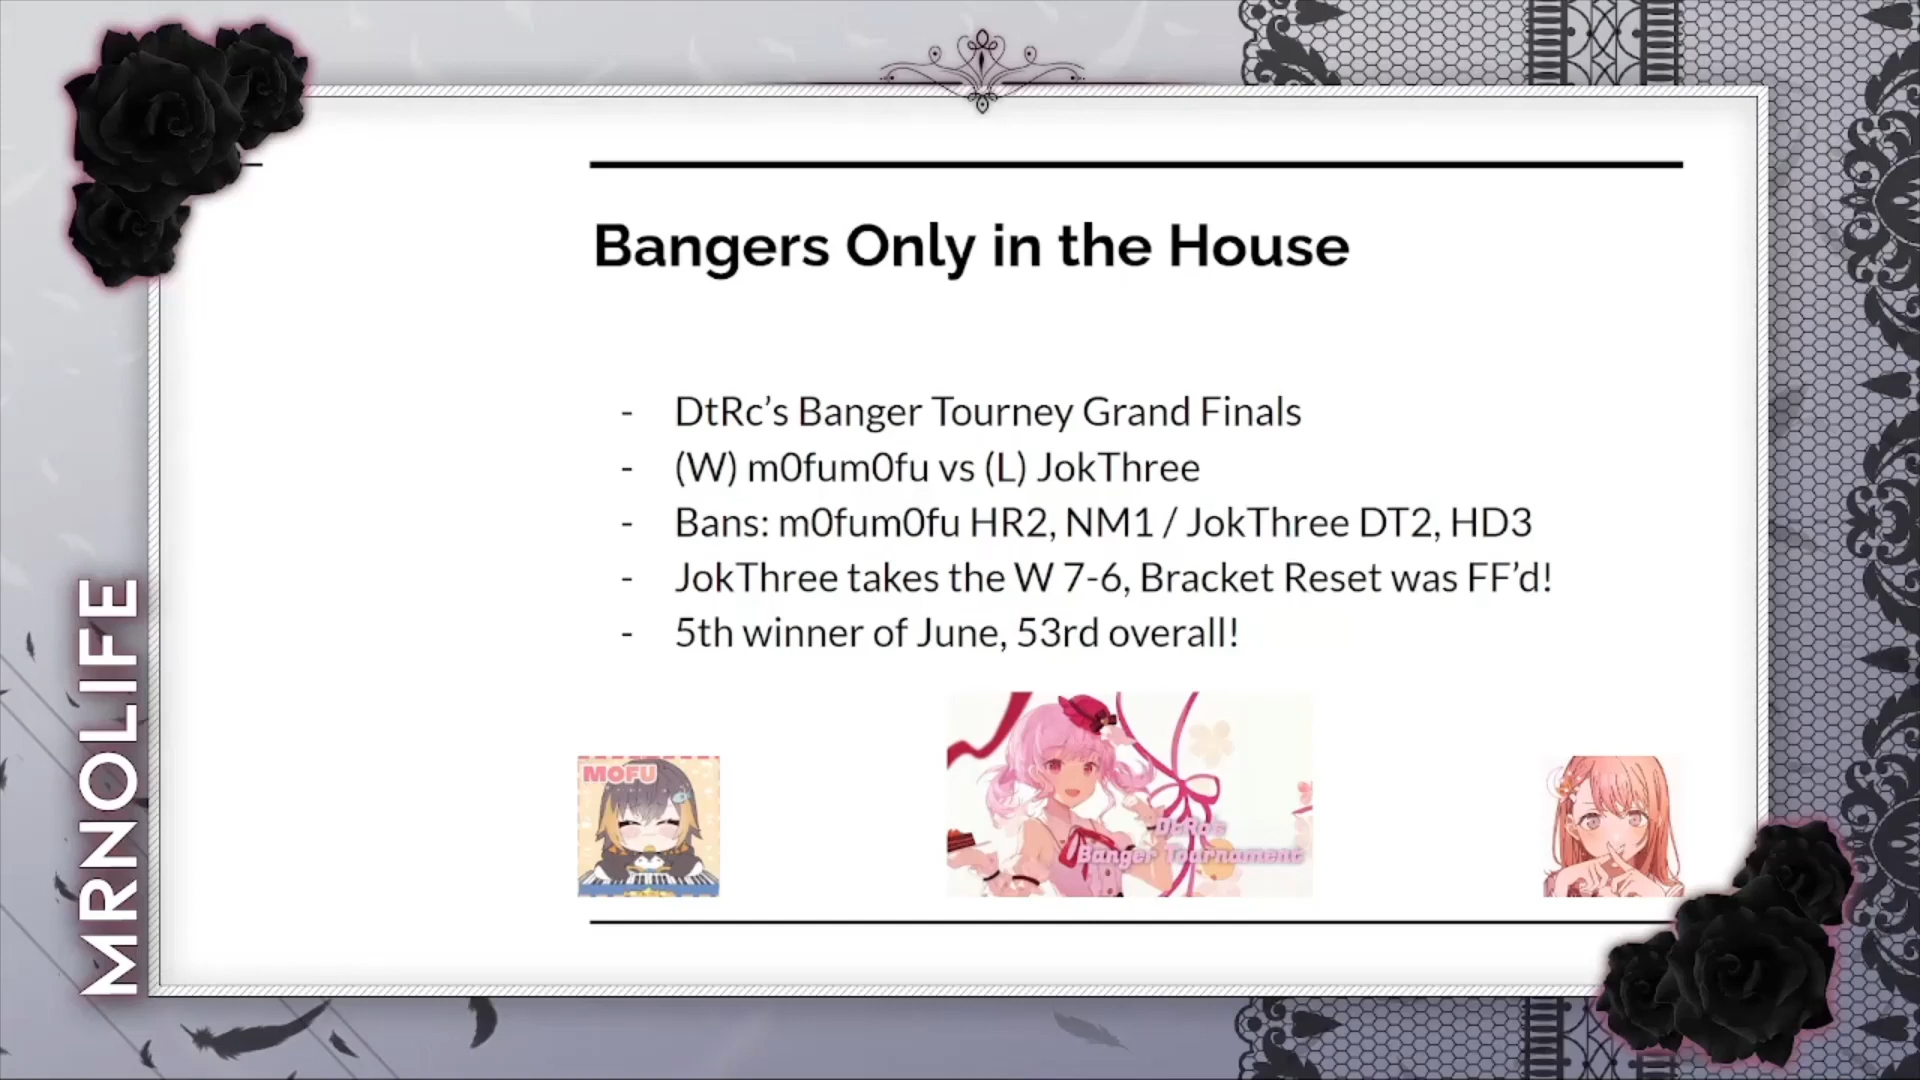 Bangers Only in the House
- DtRc’s Banger Tourney Grand Finals
- (W) m0fum0fu vs (L) JokThree
- Bans: m0fum0fu HR2, NM1 / JokThree DT2, HD3
- JokThree takes the W 7-6, Bracket Reset was FF’d!
- 5th winner of June, 53rd overall!
MOFU
DtRc's
Banger Tournament
MRNOLIFE